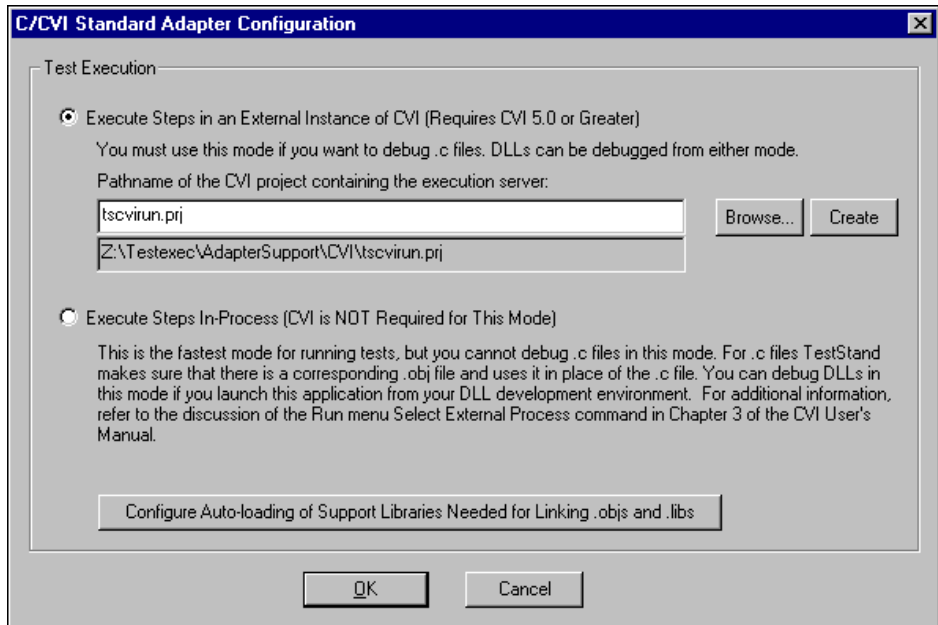 C/CVI Standard Adapter Configuration
Test Execution
Execute Steps in an External Instance of CVI (Requires CVI 5.0 or Greater)
You must use this mode if you want to debug .c files. DLLs can be debugged from either mode.
Pathname of the CVI project containing the execution server:
tscvirun.prj
Browse...
Create
Z:\Testexec\AdapterSupport\CVI\tscvirun.prj
Execute Steps In-Process (CVI is NOT Required for This Mode)
This is the fastest mode for running tests, but you cannot debug .c files in this mode. For .c files TestStand
makes sure that there is a corresponding .obj file and uses it in place of the .c file. You can debug DLLs in
this mode if you launch this application from your DLL development environment.  For additional information,
refer to the discussion of the Run menu Select External Process command in Chapter 3 of the CVI User's
Manual.
Configure Auto-loading of Support Libraries Needed for Linking .objs and .libs
OK
Cancel